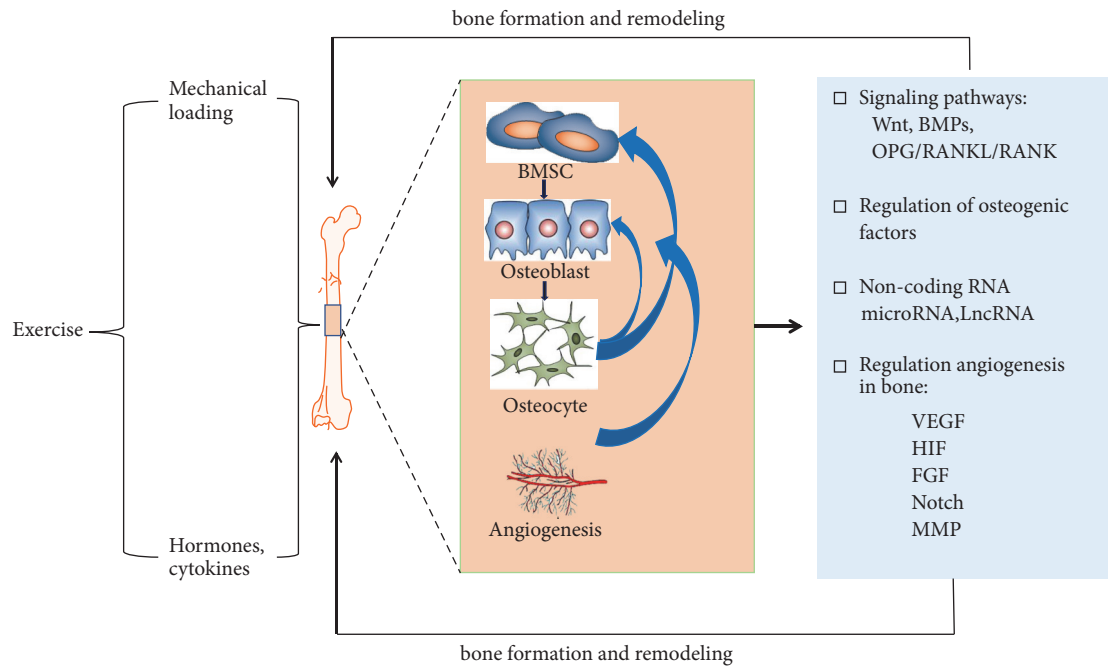 bone formation and remodeling
Mechanical
loading
Exercise
Hormones,
cytokines
BMSC
Osteoblast
Osteocyte
Angiogenesis
Signaling pathways:
Wnt, BMPs,
OPG/RANKL/RANK
Regulation of osteogenic
factors
Non-coding RNA
microRNA,LncRNA
Regulation angiogenesis
in bone:
VEGF
HIF
FGF
Notch
MMP
bone formation and remodeling